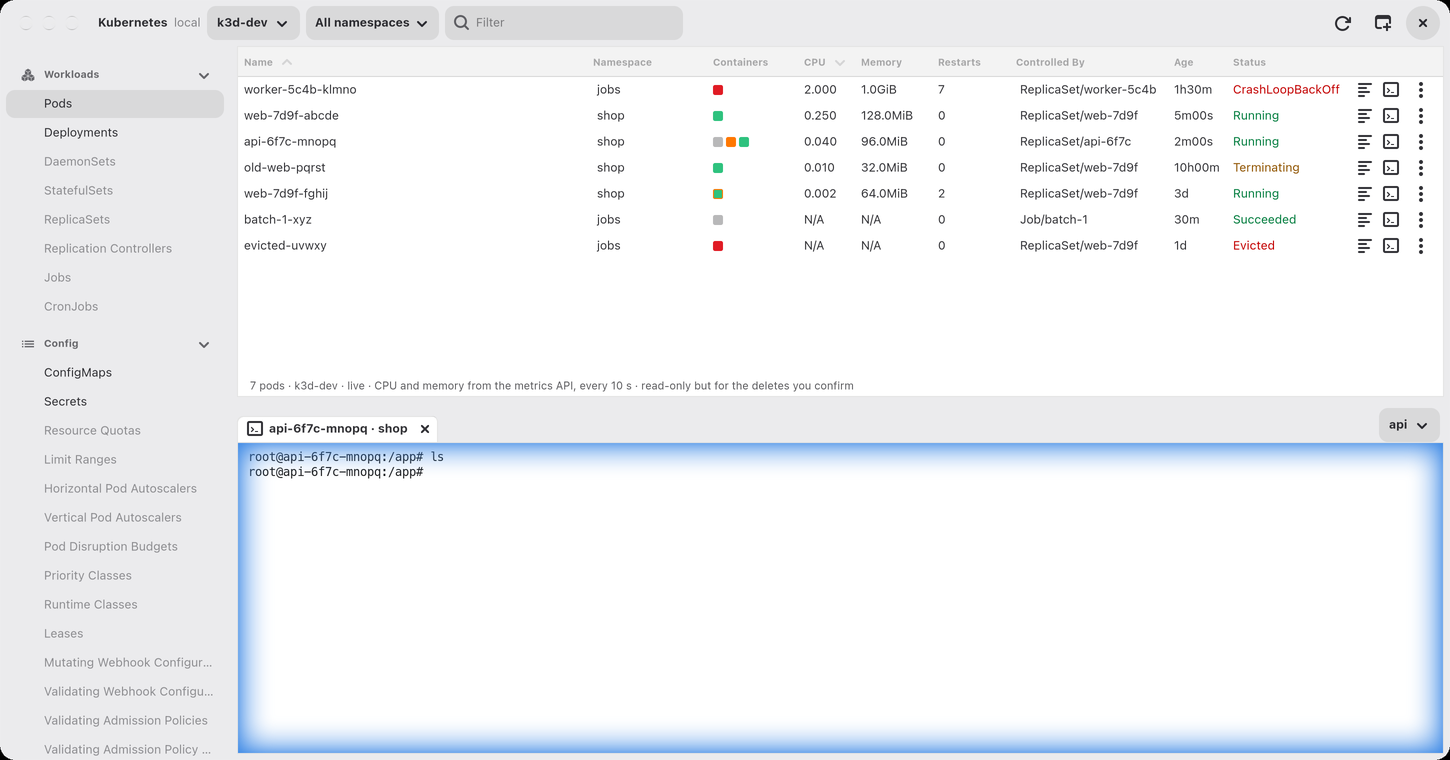 Kubernetes local k3d-dev All namespaces Filter
Workloads
Pods
Deployments
DaemonSets
StatefulSets
ReplicaSets
Replication Controllers
Jobs
CronJobs
Config
ConfigMaps
Secrets
Resource Quotas
Limit Ranges
Horizontal Pod Autoscalers
Vertical Pod Autoscalers
Pod Disruption Budgets
Priority Classes
Runtime Classes
Leases
Mutating Webhook Configur...
Validating Webhook Configu...
Validating Admission Policies
Validating Admission Policy ...
Name Namespace Containers CPU Memory Restarts Controlled By Age Status
worker-5c4b-klmno jobs 2.000 1.0GiB 7 ReplicaSet/worker-5c4b 1h30m CrashLoopBackOff
web-7d9f-abcde shop 0.250 128.0MiB 0 ReplicaSet/web-7d9f 5m00s Running
api-6f7c-mnopq shop 0.040 96.0MiB 0 ReplicaSet/api-6f7c 2m00s Running
old-web-pqrst shop 0.010 32.0MiB 0 ReplicaSet/web-7d9f 10h00m Terminating
web-7d9f-fghij shop 0.002 64.0MiB 2 ReplicaSet/web-7d9f 3d Running
batch-1-xyz jobs N/A N/A 0 Job/batch-1 30m Succeeded
evicted-uvwxy jobs N/A N/A 0 ReplicaSet/web-7d9f 1d Evicted
7 pods · k3d-dev · live · CPU and memory from the metrics API, every 10 s · read-only but for the deletes you confirm
api-6f7c-mnopq · shop api
root@api-6f7c-mnopq:/app# ls
root@api-6f7c-mnopq:/app#